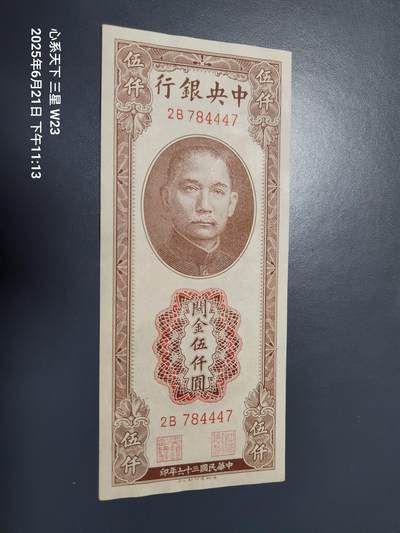 心系天下 三星 W23
2025年6月21日 下午11:13
伍仟
伍仟
行銀央中
2B 784447
關金伍仟圓
2B 784447
伍仟
伍仟
印年六十三國民華中